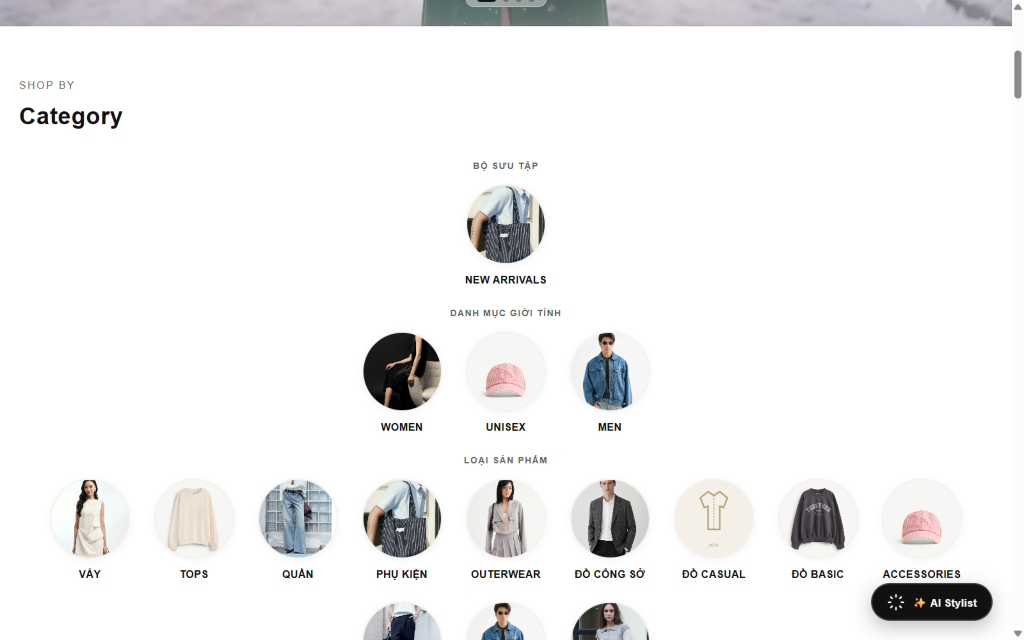 SHOP BY
Category
BỘ SƯU TẬP
NEW ARRIVALS
DANH MỤC GIỚI TÍNH
WOMEN
UNISEX
MEN
LOẠI SẢN PHẨM
VÁY
TOPS
QUẦN
PHỤ KIỆN
OUTERWEAR
ĐỒ CÔNG SỞ
ĐỒ CASUAL
ĐỒ BASIC
ACCESSORIES
✨ AI Stylist